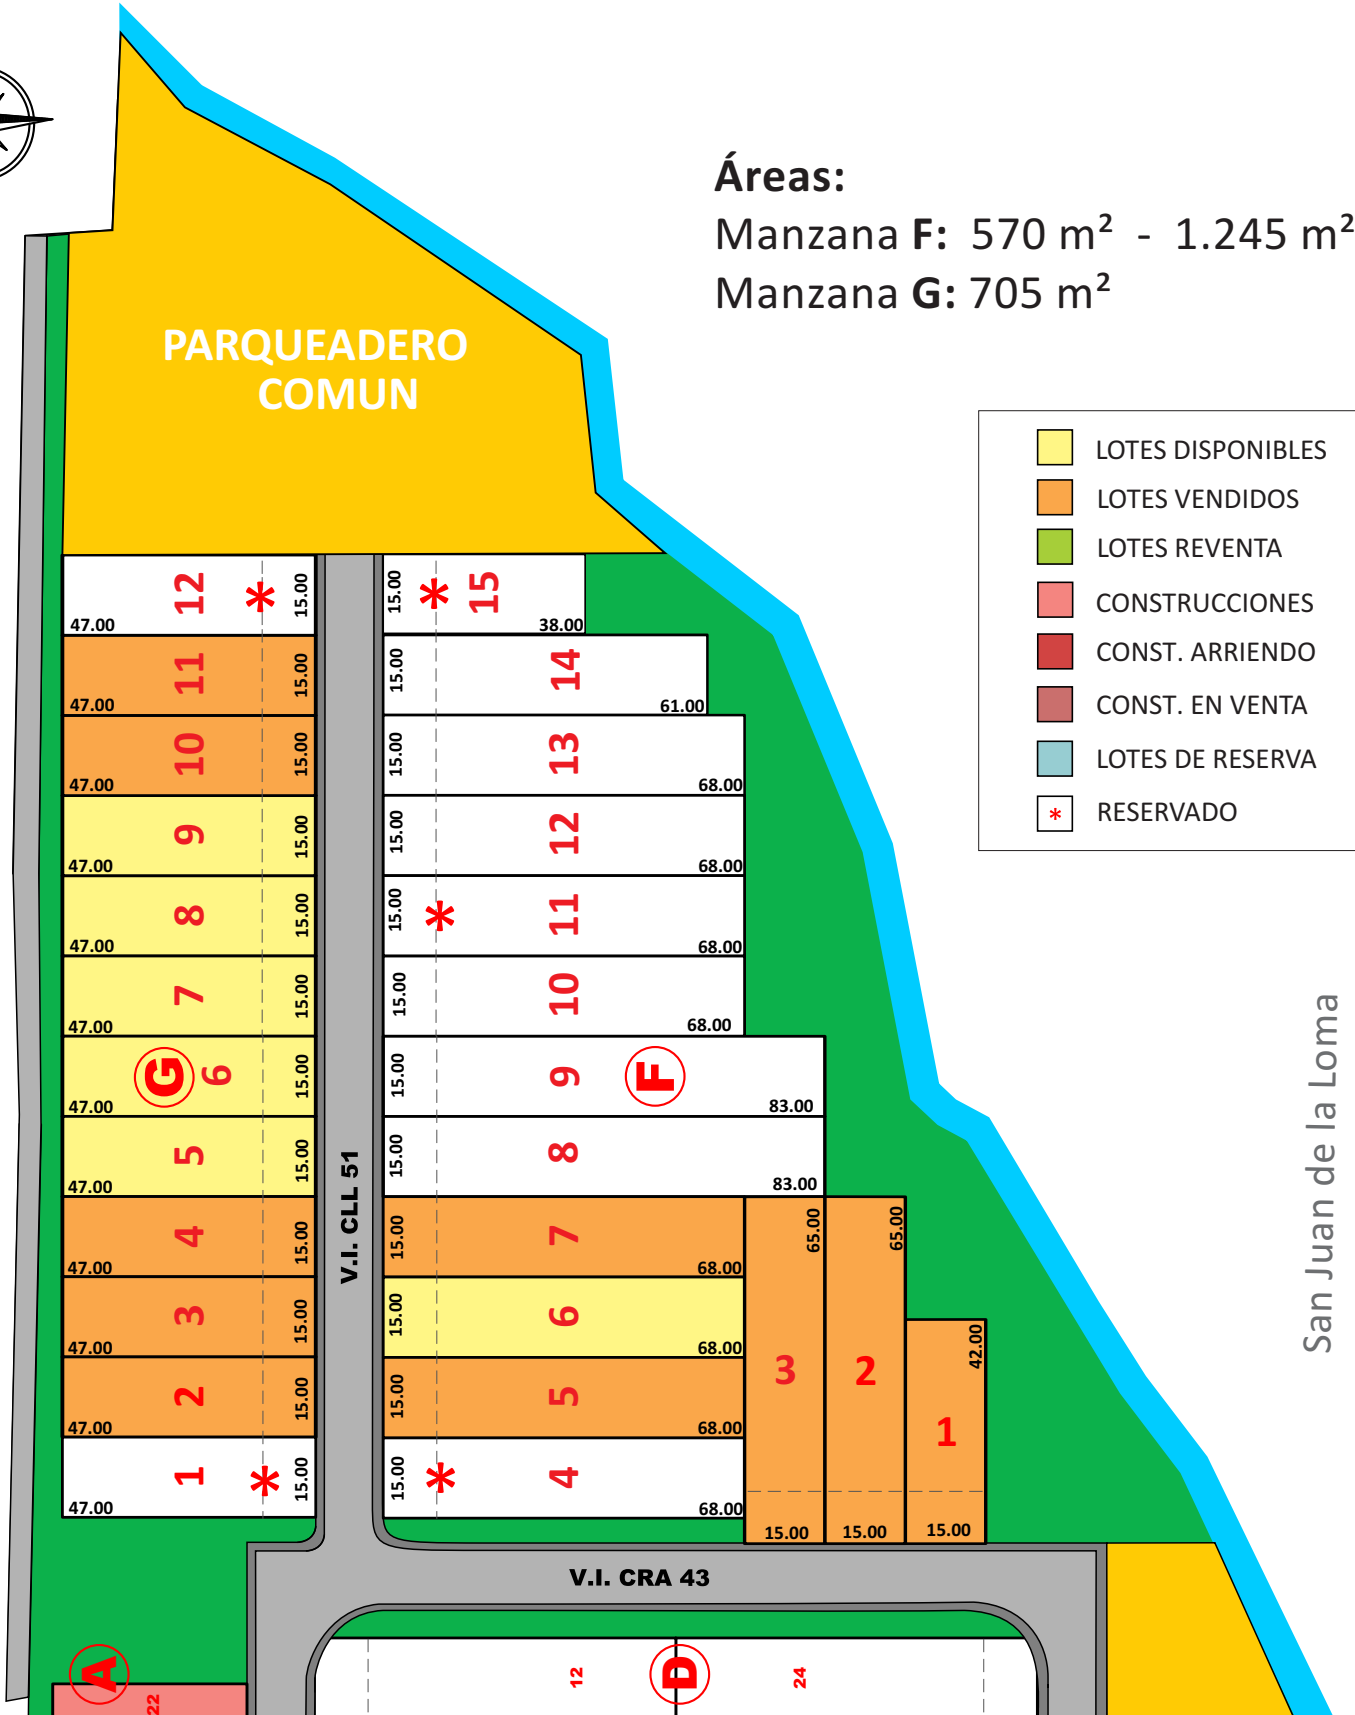 Áreas:
Manzana F: 570 m² - 1.245 m²
Manzana G: 705 m²
PARQUEADERO
COMUN
LOTES DISPONIBLES
LOTES VENDIDOS
LOTES REVENTA
CONSTRUCCIONES
CONST. ARRIENDO
CONST. EN VENTA
LOTES DE RESERVA
* RESERVADO
47.00 12 * 15.00
47.00 11 15.00
47.00 10 15.00
47.00 9 15.00
47.00 8 15.00
47.00 7 15.00
G
47.00 6 15.00
47.00 5 15.00
47.00 4 15.00
47.00 3 15.00
47.00 2 15.00
47.00 1 * 15.00
V.I. CLL 51
15.00 * 15 38.00
15.00 14 61.00
15.00 13 68.00
15.00 12 68.00
15.00 * 11 68.00
15.00 10 68.00
15.00 9 83.00
F
15.00 8 83.00
15.00 7 68.00
15.00 6 68.00
15.00 5 68.00
15.00 * 4 68.00
65.00 3 15.00
65.00 2 15.00
42.00 1 15.00
San Juan de la Loma
V.I. CRA 43
A
22
12
D
24